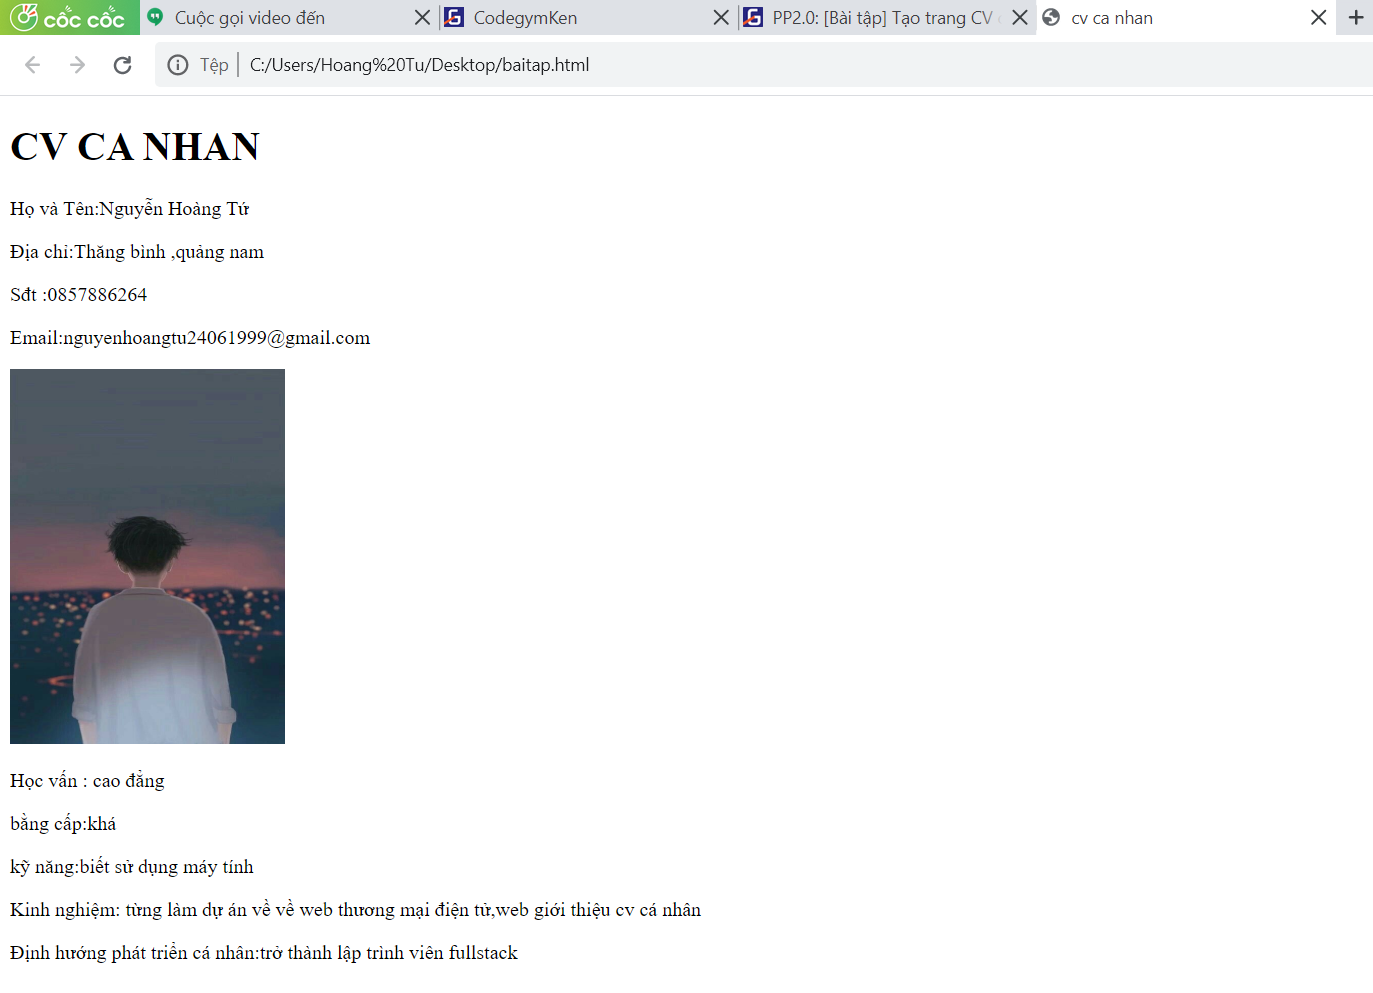 cốc cốc
Cuộc gọi video đến
CodegymKen
PP2.0: [Bài tập] Tạo trang CV
cv ca nhan
Tệp
C:/Users/Hoang%20Tu/Desktop/baitap.html
CV CA NHAN
Họ và Tên:Nguyễn Hoàng Tứ
Địa chỉ:Thăng bình ,quảng nam
Sđt :0857886264
Email:nguyenhoangtu24061999@gmail.com
Học vấn : cao đẳng
bằng cấp:khá
kỹ năng:biết sử dụng máy tính
Kinh nghiệm: từng làm dự án về về web thương mại điện tử,web giới thiệu cv cá nhân
Định hướng phát triển cá nhân:trở thành lập trình viên fullstack